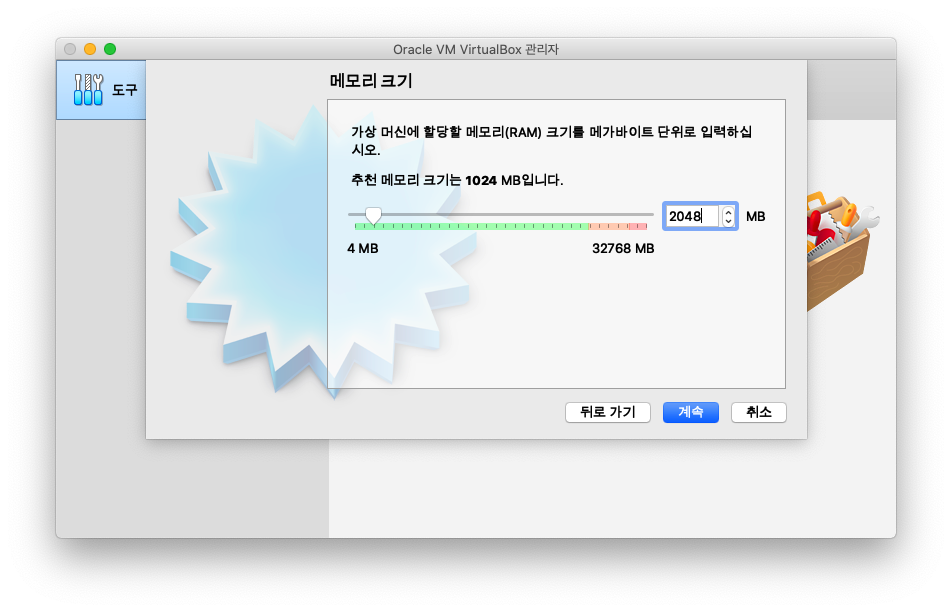 Oracle VM VirtualBox 관리자
도구
메모리 크기
가상 머신에 할당할 메모리(RAM) 크기를 메가바이트 단위로 입력하십
시오.
추천 메모리 크기는 1024 MB입니다.
2048 MB
4 MB 32768 MB
뒤로 가기 계속 취소